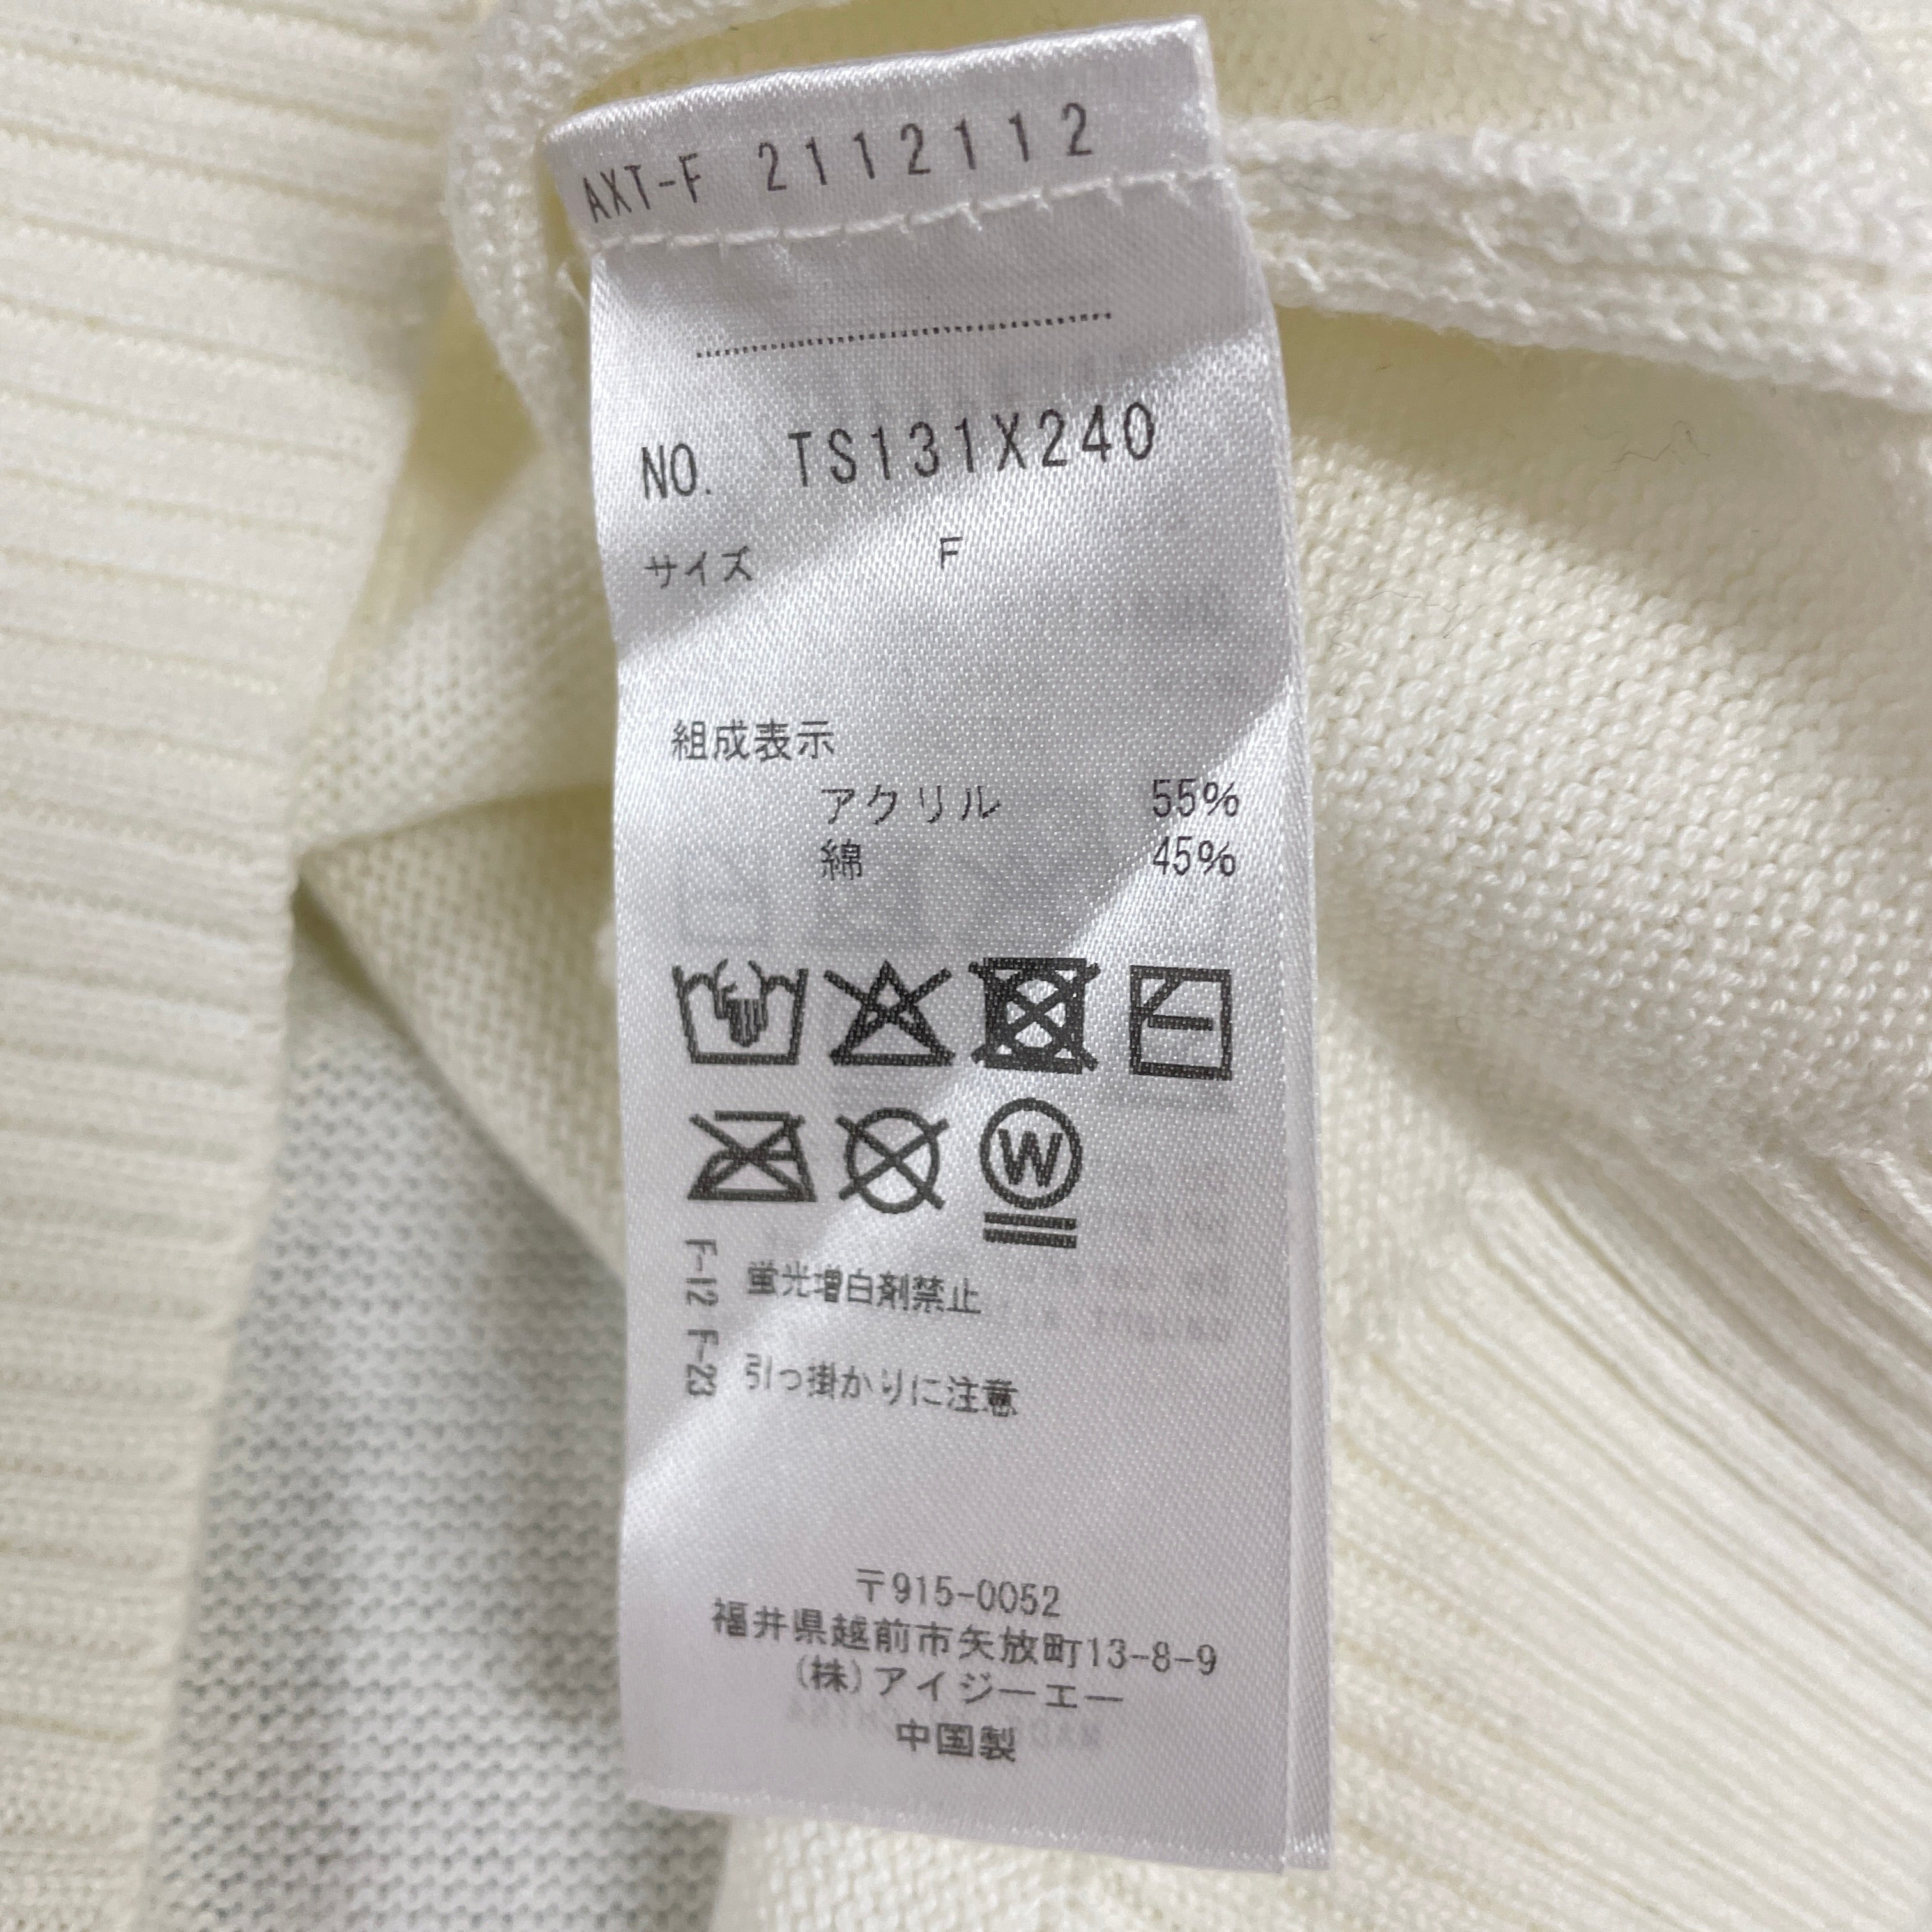 AXT-F 2112112
NO. TS131X240
サイズ F
組成表示
アクリル 55%
綿 45%
W
F-12 蛍光増白剤禁止
F-23 引っ掛かりに注意
〒915-0052
福井県越前市矢放町13-8-9
(株)アイジーエー
中国製